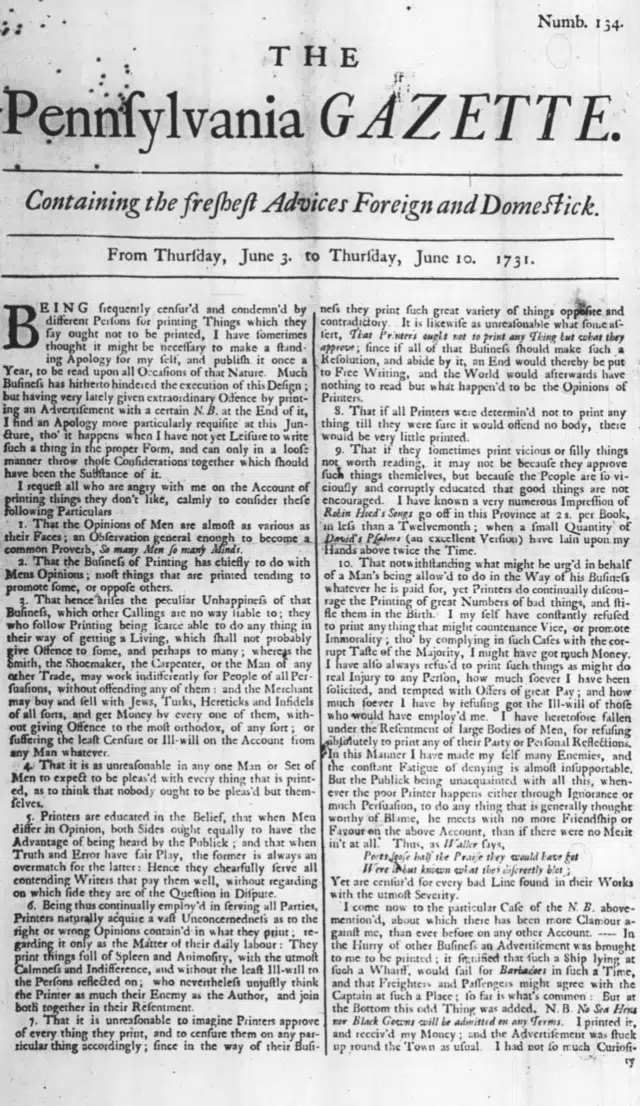 Numb. 134.
THE
Pennſylvania GAZETTE.
Containing the freſheſt Advices Foreign and Domeſtick.
From Thurſday, June 3. to Thurſday, June 10. 1731.
BEING frequently cenſur'd and condemn'd by
different Perſons for printing Things which they
ſay ought not to be printed, I have ſometimes
thought it might be neceſſary to make a ſtand-
ing Apology for my ſelf, and publiſh it once a
Year, to be read upon all Occaſions of that Nature. Much
Buſineſs has hitherto hindered the execution of this Deſign;
but having very lately given extraordinary Offence by print-
ing an Advertiſement with a certain N. B. at the End of it,
I find an Apology more particularly requiſite at this Jun-
cture, tho' it happens when I have not yet Leiſure to write
ſuch a thing in the proper Form, and can only in a looſe
manner throw thoſe Conſiderations together which ſhould
have been the Subſtance of it.
I requeſt all who are angry with me on the Account of
printing things they don't like, calmly to conſider theſe
following Particulars
1. That the Opinions of Men are almoſt as various as
their Faces; an Obſervation general enough to become a
common Proverb, So many Men ſo many Minds.
2. That the Buſineſs of Printing has chiefly to do with
Mens Opinions; moſt things that are printed tending to
promote ſome, or oppoſe others.
3. That hence ariſes the peculiar Unhappineſs of that
Buſineſs, which other Callings are no way liable to; they
who follow Printing being ſcarce able to do any thing in
their way of getting a Living, which ſhall not probably
give Offence to ſome, and perhaps to many; whereas the
Smith, the Shoemaker, the Carpenter, or the Man of any
other Trade, may work indifferently for People of all Per-
ſuaſions, without offending any of them: and the Merchant
may buy and ſell with Jews, Turks, Hereticks and Infidels
of all ſorts, and get Money by every one of them, with-
out giving Offence to the moſt orthodox, of any ſort; or
ſuffering the leaſt Cenſure or Ill-will on the Account from
any Man whatever.
4. That it is as unreaſonable in any one Man or Set of
Men to expect to be pleas'd with every thing that is print-
ed, as to think that nobody ought to be pleas'd but them-
ſelves.
5. Printers are educated in the Belief, that when Men
differ in Opinion, both Sides ought equally to have the
Advantage of being heard by the Publick; and that when
Truth and Error have fair Play, the former is always an
overmatch for the latter: Hence they chearfully ſerve all
contending Writers that pay them well, without regarding
on which ſide they are of the Queſtion in Diſpute.
6. Being thus continually employ'd in ſerving all Parties,
Printers naturally acquire a vaſt Unconcernedneſs as to the
right or wrong Opinions contain'd in what they print; re-
garding it only as the Matter of their daily labour: They
print things full of Spleen and Animoſity, with the utmoſt
Calmneſs and Indifference, and without the leaſt Ill-will to
the Perſons reflected on; who nevertheleſs unjuſtly think
the Printer as much their Enemy as the Author, and join
both together in their Reſentment.
7. That it is unreaſonable to imagine Printers approve
of every thing they print, and to cenſure them on any par-
ticular thing accordingly; ſince in the way of their Buſi-
neſs they print ſuch great variety of things oppoſite and
contradictory. It is likewiſe as unreaſonable what ſome aſ-
ſert, That Printers ought not to print any Thing but what they
approve; ſince if all of that Buſineſs ſhould make ſuch a
Reſolution, and abide by it, an End would thereby be put
to Free Writing, and the World would afterwards have
nothing to read but what happen'd to be the Opinions of
Printers.
8. That if all Printers were determin'd not to print any
thing till they were ſure it would offend no body, there
would be very little printed.
9. That if they ſometimes print vicious or ſilly things
not worth reading, it may not be becauſe they approve
ſuch things themſelves, but becauſe the People are ſo vi-
ciouſly and corruptly educated that good things are not
encouraged. I have known a very numerous Impreſſion of
Robin Hood's Songs go off in this Province at 2 s. per Book,
in leſs than a Twelvemonth; when a ſmall Quantity of
David's Pſalms (an excellent Verſion) have lain upon my
Hands above twice the Time.
10. That notwithſtanding what might be urg'd in behalf
of a Man's being allow'd to do in the Way of his Buſineſs
whatever he is paid for, yet Printers do continually diſcou-
rage the Printing of great Numbers of bad things, and ſti-
fle them in the Birth. I my ſelf have conſtantly refuſed
to print any thing that might countenance Vice, or promote
Immorality; tho' by complying in ſuch Caſes with the cor-
rupt Taſte of the Majority, I might have got much Money.
I have alſo always refus'd to print ſuch things as might do
real Injury to any Perſon, how much ſoever I have been
ſolicited, and tempted with Offers of great Pay; and how
much ſoever I have by refuſing got the Ill-will of thoſe
who would have employ'd me. I have heretofore fallen
under the Reſentment of large Bodies of Men, for refuſing
abſolutely to print any of their Party or Perſonal Reflections.
In this Manner I have made my ſelf many Enemies, and
the conſtant Fatigue of denying is almoſt inſupportable.
But the Publick being unacquainted with all this, when-
ever the poor Printer happens either through Ignorance or
much Perſuaſion, to do any thing that is generally thought
worthy of Blame, he meets with no more Friendſhip or
Favour on the above Account, than if there were no Merit
in't at all. Thus, as Waller ſays,
Poets loſe half the Praiſe they would have got
Were it but known what they diſcreetly blot;
Yet are cenſur'd for every bad Line found in their Works
with the utmoſt Severity.
I come now to the particular Caſe of the N. B. above-
mention'd, about which there has been more Clamour a-
gainſt me, than ever before on any other Account. ---- In
the Hurry of other Buſineſs an Advertiſement was brought
to me to be printed; it ſignified that ſuch a Ship lying at
ſuch a Wharff, would ſail for Barbadoes in ſuch a Time,
and that Freighters and Paſſengers might agree with the
Captain at ſuch a Place; ſo far is what's common: But at
the Bottom this odd Thing was added, N. B. No Sea Hens
nor Black Gowns will be admitted on any Terms. I printed it,
and receiv'd my Money; and the Advertiſement was ſtuck
up round the Town as uſual. I had not ſo much Curioſi-
ty